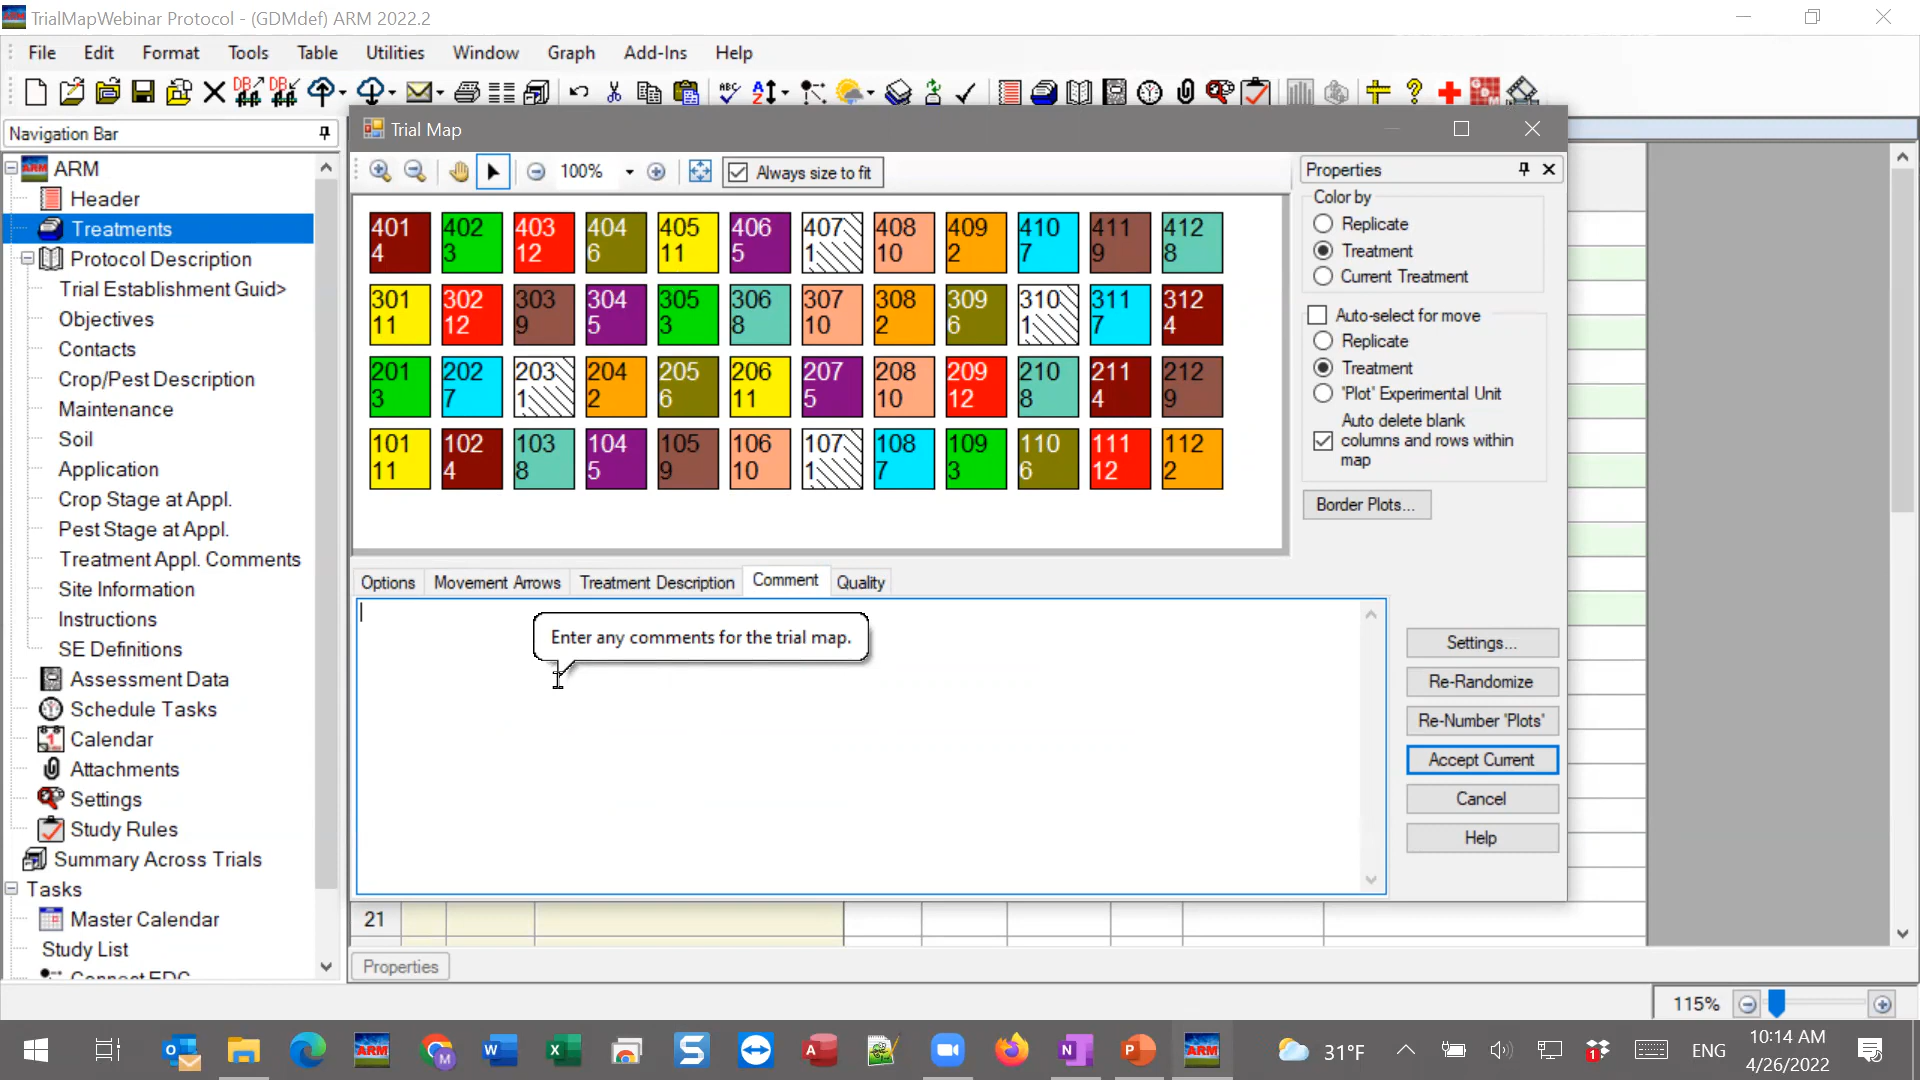 TrialMapWebinar Protocol - (GDMdef) ARM 2022.2
File Edit Format Tools Table Utilities Window Graph Add-Ins Help
Navigation Bar
ARM
Header
Treatments
Protocol Description
Trial Establishment Guid>
Objectives
Contacts
Crop/Pest Description
Maintenance
Soil
Application
Crop Stage at Appl.
Pest Stage at Appl.
Treatment Appl. Comments
Site Information
Instructions
SE Definitions
Assessment Data
Schedule Tasks
Calendar
Attachments
Settings
Study Rules
Summary Across Trials
Tasks
Master Calendar
Study List
Connect EDC
Trial Map
100% Always size to fit
401 402 403 404 405 406 407 408 409 410 411 412
4 3 12 6 11 5 1 10 2 7 9 8
301 302 303 304 305 306 307 308 309 310 311 312
11 12 9 5 3 8 10 2 6 1 7 4
201 202 203 204 205 206 207 208 209 210 211 212
3 7 1 2 6 11 5 10 12 8 4 9
101 102 103 104 105 106 107 108 109 110 111 112
11 4 8 5 9 10 1 7 3 6 12 2
Properties
Color by
Replicate
Treatment
Current Treatment
Auto-select for move
Replicate
Treatment
'Plot' Experimental Unit
Auto delete blank
columns and rows within
map
Border Plots...
Options Movement Arrows Treatment Description Comment Quality
Enter any comments for the trial map.
Settings...
Re-Randomize
Re-Number 'Plots'
Accept Current
Cancel
Help
21
Properties
115%
31°F ENG
10:14 AM
4/26/2022